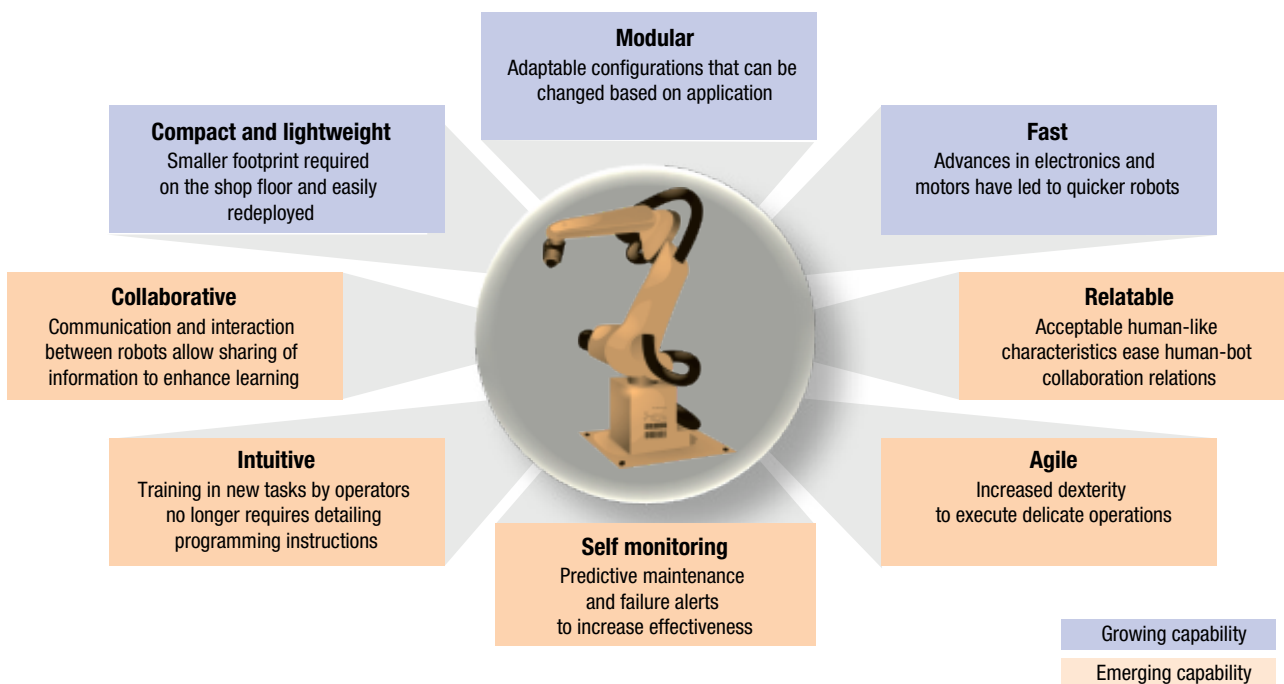 Modular
Adaptable configurations that can be
changed based on application
Compact and lightweight
Smaller footprint required
on the shop floor and easily
redeployed
Fast
Advances in electronics and
motors have led to quicker robots
Collaborative
Communication and interaction
between robots allow sharing of
information to enhance learning
Relatable
Acceptable human-like
characteristics ease human-bot
collaboration relations
Intuitive
Training in new tasks by operators
no longer requires detailing
programming instructions
Agile
Increased dexterity
to execute delicate operations
Self monitoring
Predictive maintenance
and failure alerts
to increase effectiveness
Growing capability
Emerging capability